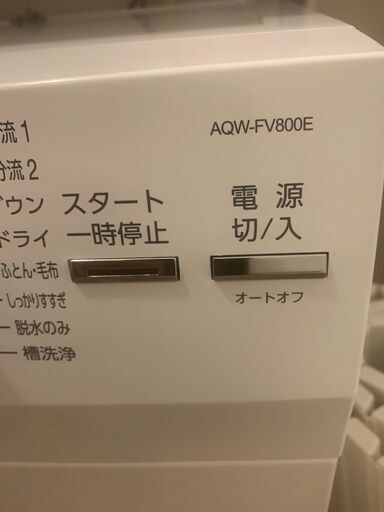 流1
AQW-FV800E
分流2
ウン
スタート
一時停止
電源
切/入
ドライ
ふとん・毛布
しっかりすすぎ
オートオフ
脱水のみ
槽洗浄